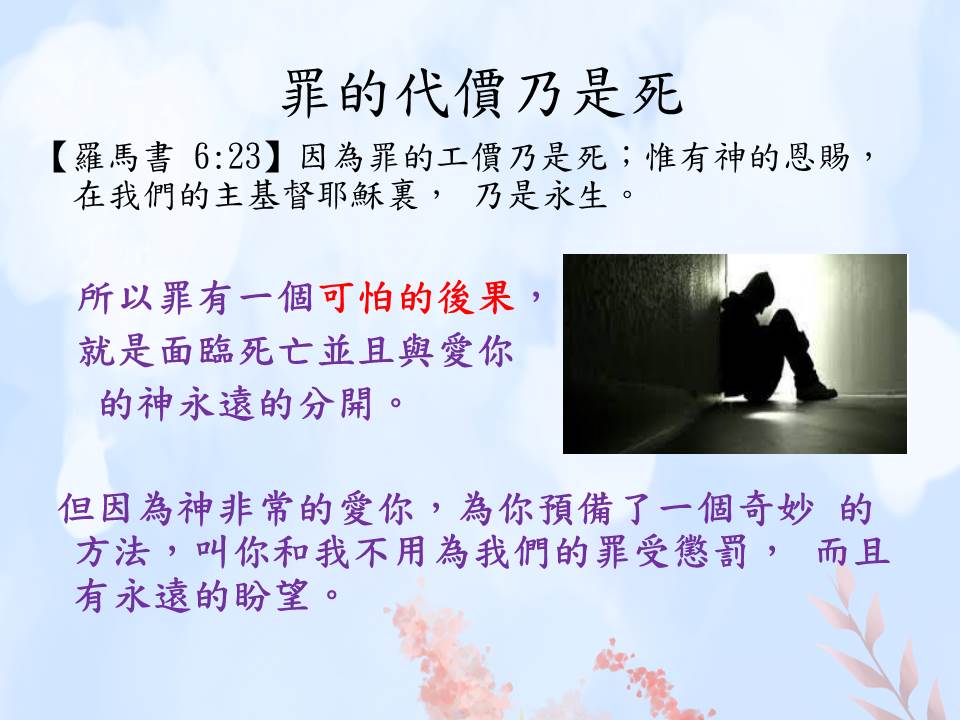 罪的代價乃是死
【羅馬書 6:23】因為罪的工價乃是死；惟有神的恩賜，
在我們的主基督耶穌裏， 乃是永生。
所以罪有一個可怕的後果，
就是面臨死亡並且與愛你
的神永遠的分開。
但因為神非常的愛你，為你預備了一個奇妙 的
方法，叫你和我不用為我們的罪受懲罰， 而且
有永遠的盼望。